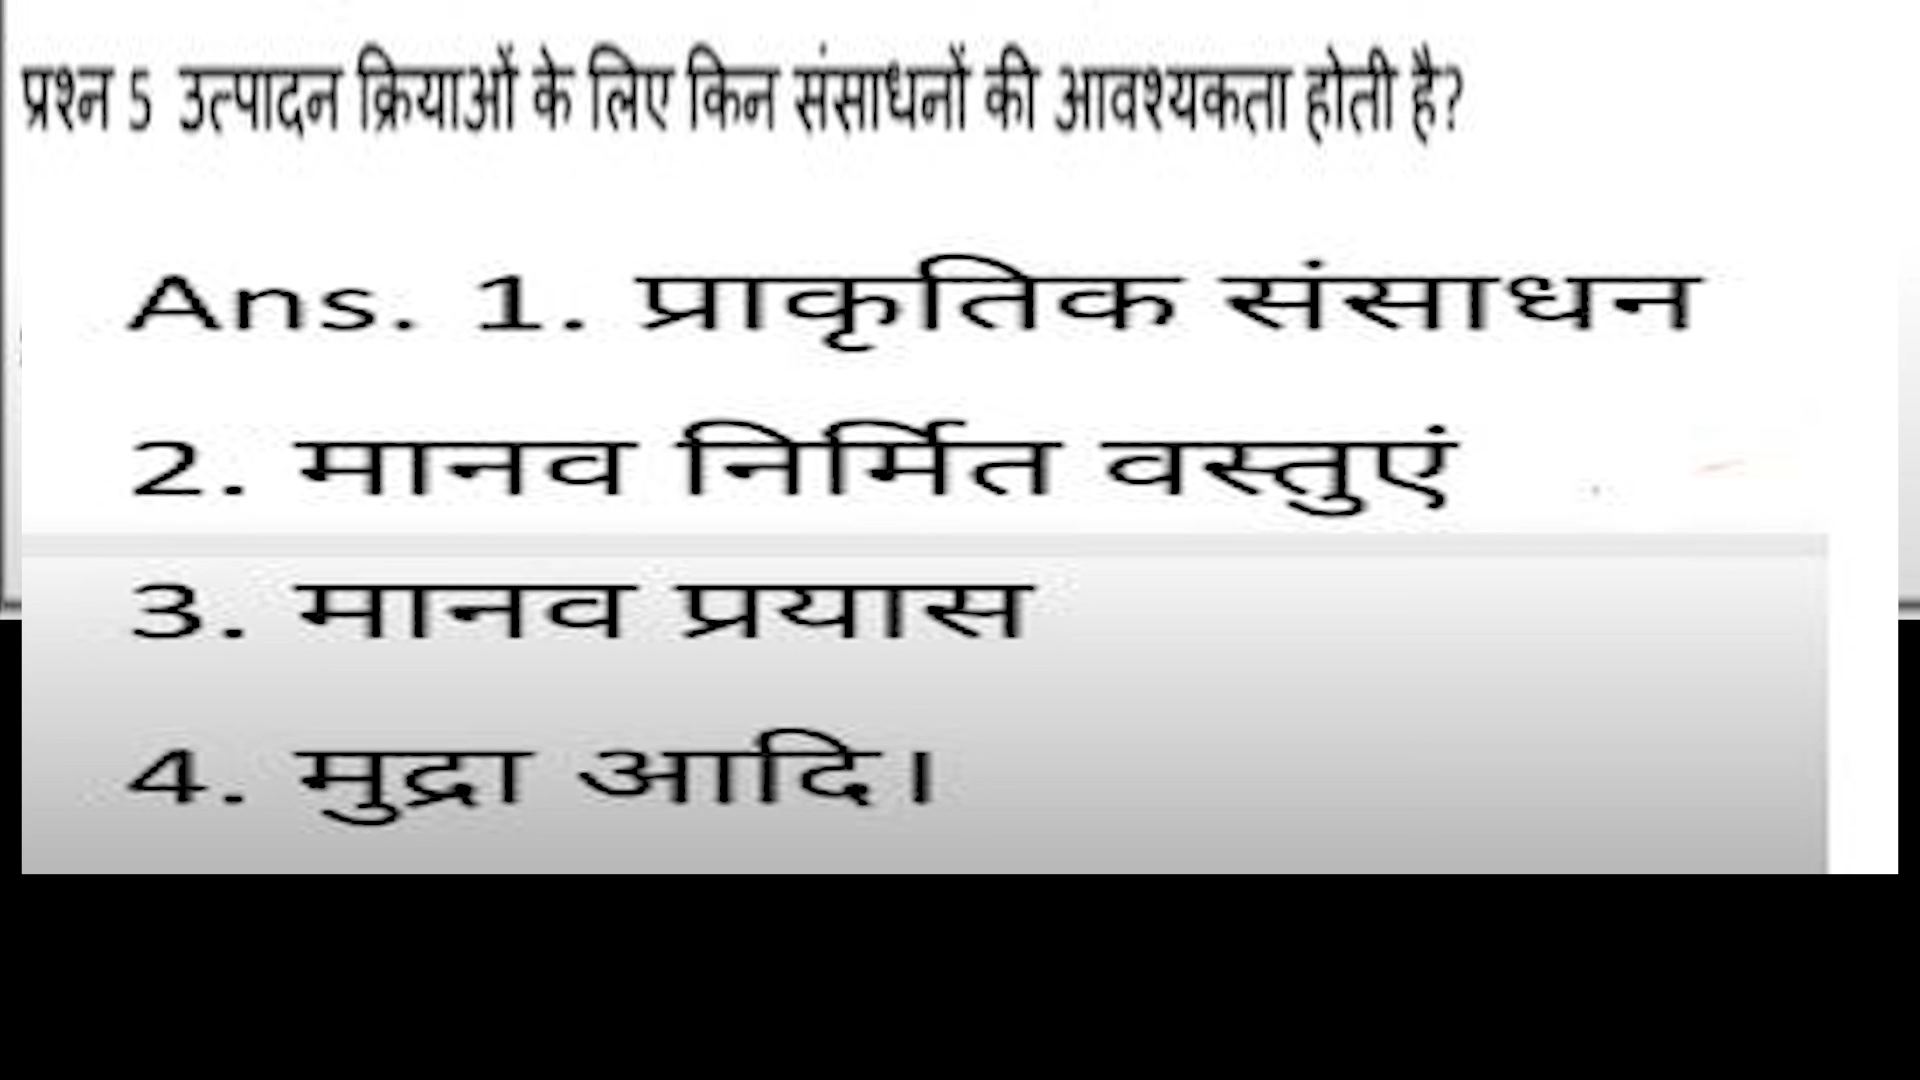 प्रश्न 5 उत्पादन क्रियाओं के लिए किन संसाधनों की आवश्यकता होती है?
Ans. 1. प्राकृतिक संसाधन
2. मानव निर्मित वस्तुएं
3. मानव प्रयास
4. मुद्रा आदि।